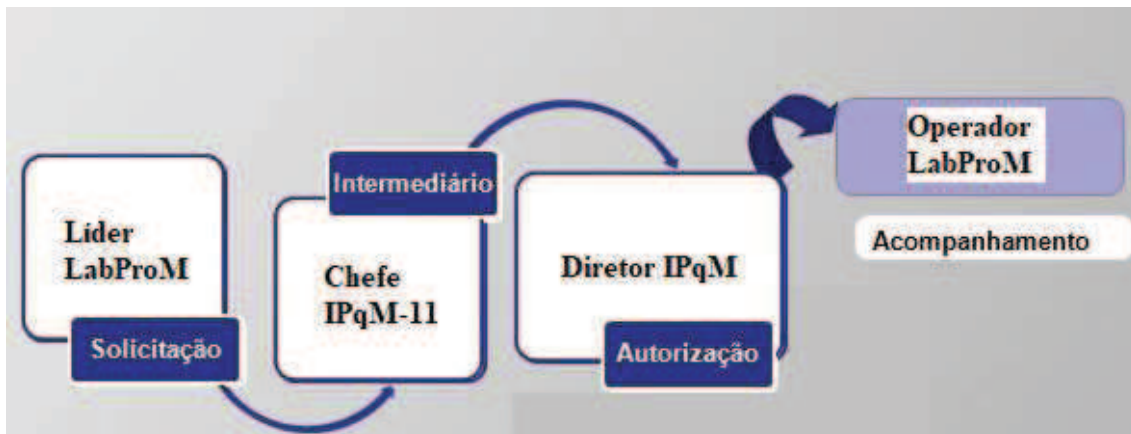 Líder
LabProM
Solicitação
Intermediário
Chefe
IPqM-11
Diretor IPqM
Autorização
Operador
LabProM
Acompanhamento